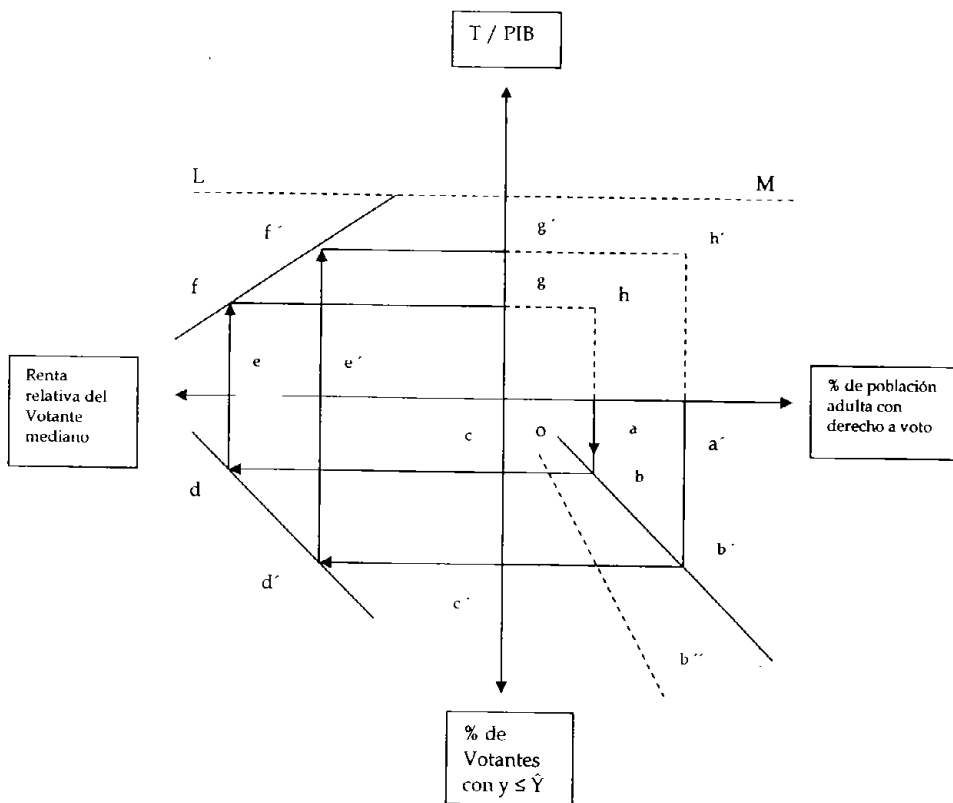 T / PIB
L
M
f´
g´
h´
f
g
h
e
e´
Renta
relativa del
Votante
mediano
% de población
adulta con
derecho a voto
c
o
a
a´
d
b
b´
d´
c´
b´´
% de
Votantes
con y ≤ Ŷ